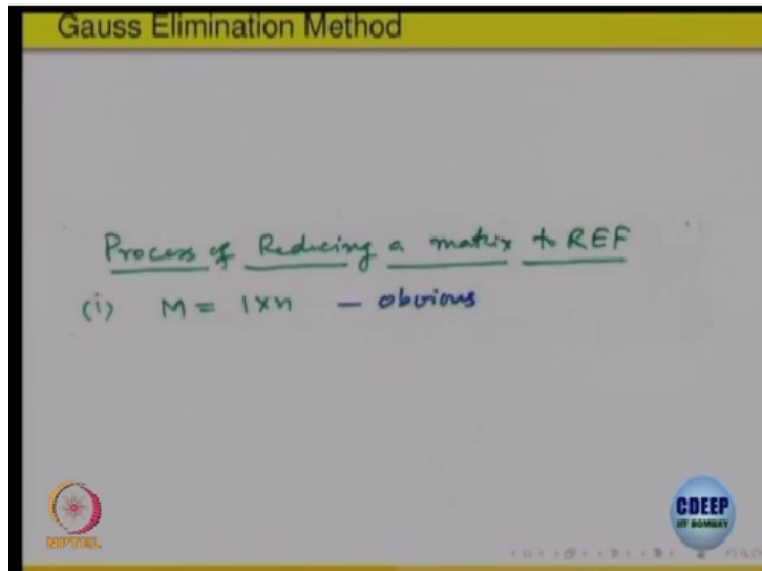 Gauss Elimination Method
Process of Reducing a matrix to REF
(i) M = 1×n — obvious
NPTEL
CDEEP
IIT BOMBAY